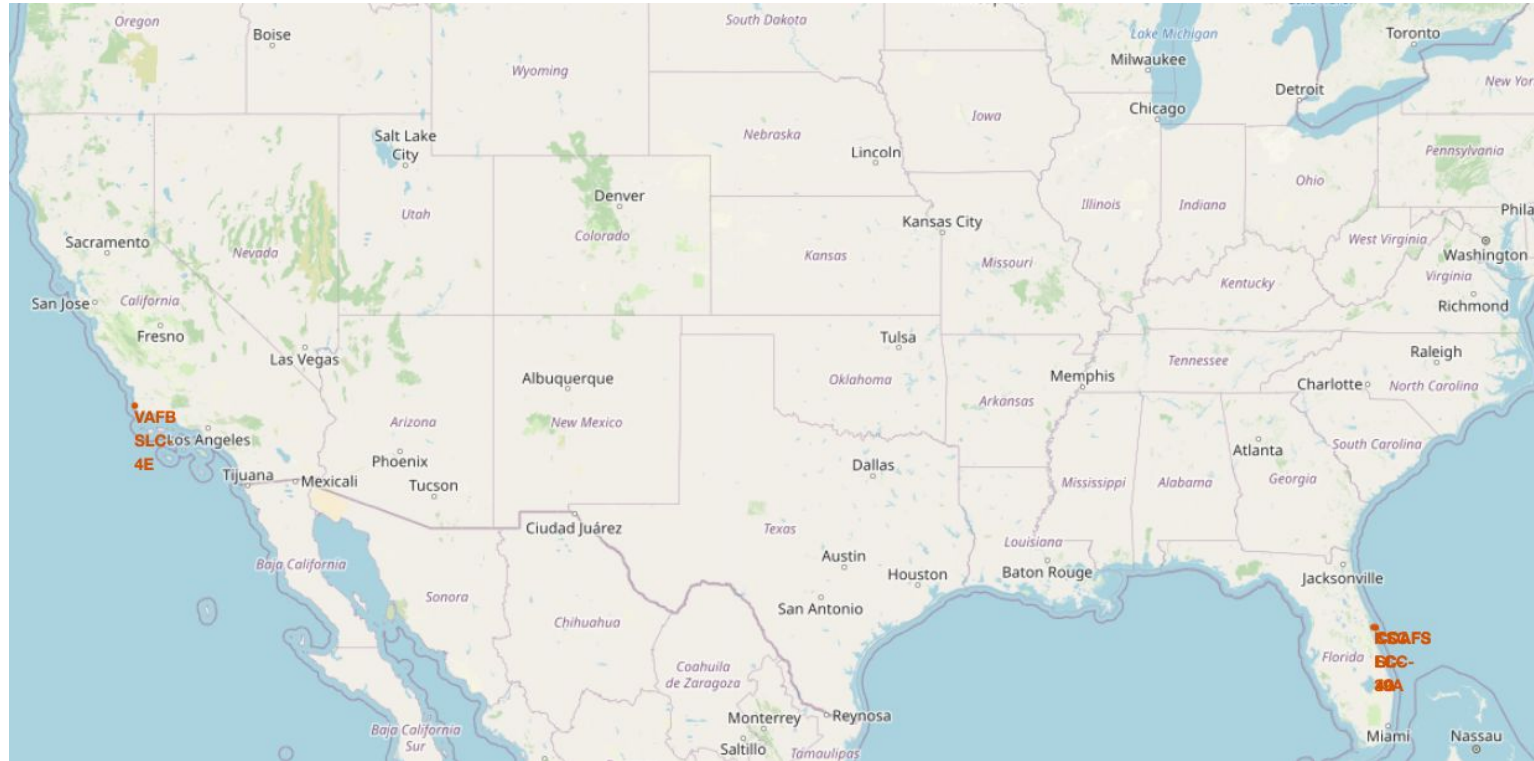 Oregon
Boise
South Dakota
Lake Michigan
Toronto
Wyoming
Milwaukee
Detroit
New Yor
Iowa
Chicago
Salt Lake
City
Nebraska
Lincoln
Pennsylvania
Denver
Ohio
Utah
Illinois
Indiana
Phila
Sacramento
Nevada
Colorado
Kansas City
Kansas
Missouri
West Virginia
Washington
Kentucky
Virginia
San Jose
California
Richmond
Fresno
Las Vegas
Tulsa
Tennessee
Raleigh
Albuquerque
Oklahoma
Memphis
Charlotte
North Carolina
Arkansas
VAFB
SLC-
4E
Los Angeles
Arizona
New Mexico
South Carolina
Atlanta
Phoenix
Dallas
Tijuana
Mexicali
Tucson
Mississippi
Alabama
Georgia
Ciudad Juárez
Texas
Louisiana
Austin
Baja California
Houston
Baton Rouge
Jacksonville
Sonora
San Antonio
Chihuahua
Florida
Coahuila
de Zaragoza
Monterrey
Reynosa
Baja California
Sur
Saltillo
Tamaulipas
Miami
Nassau